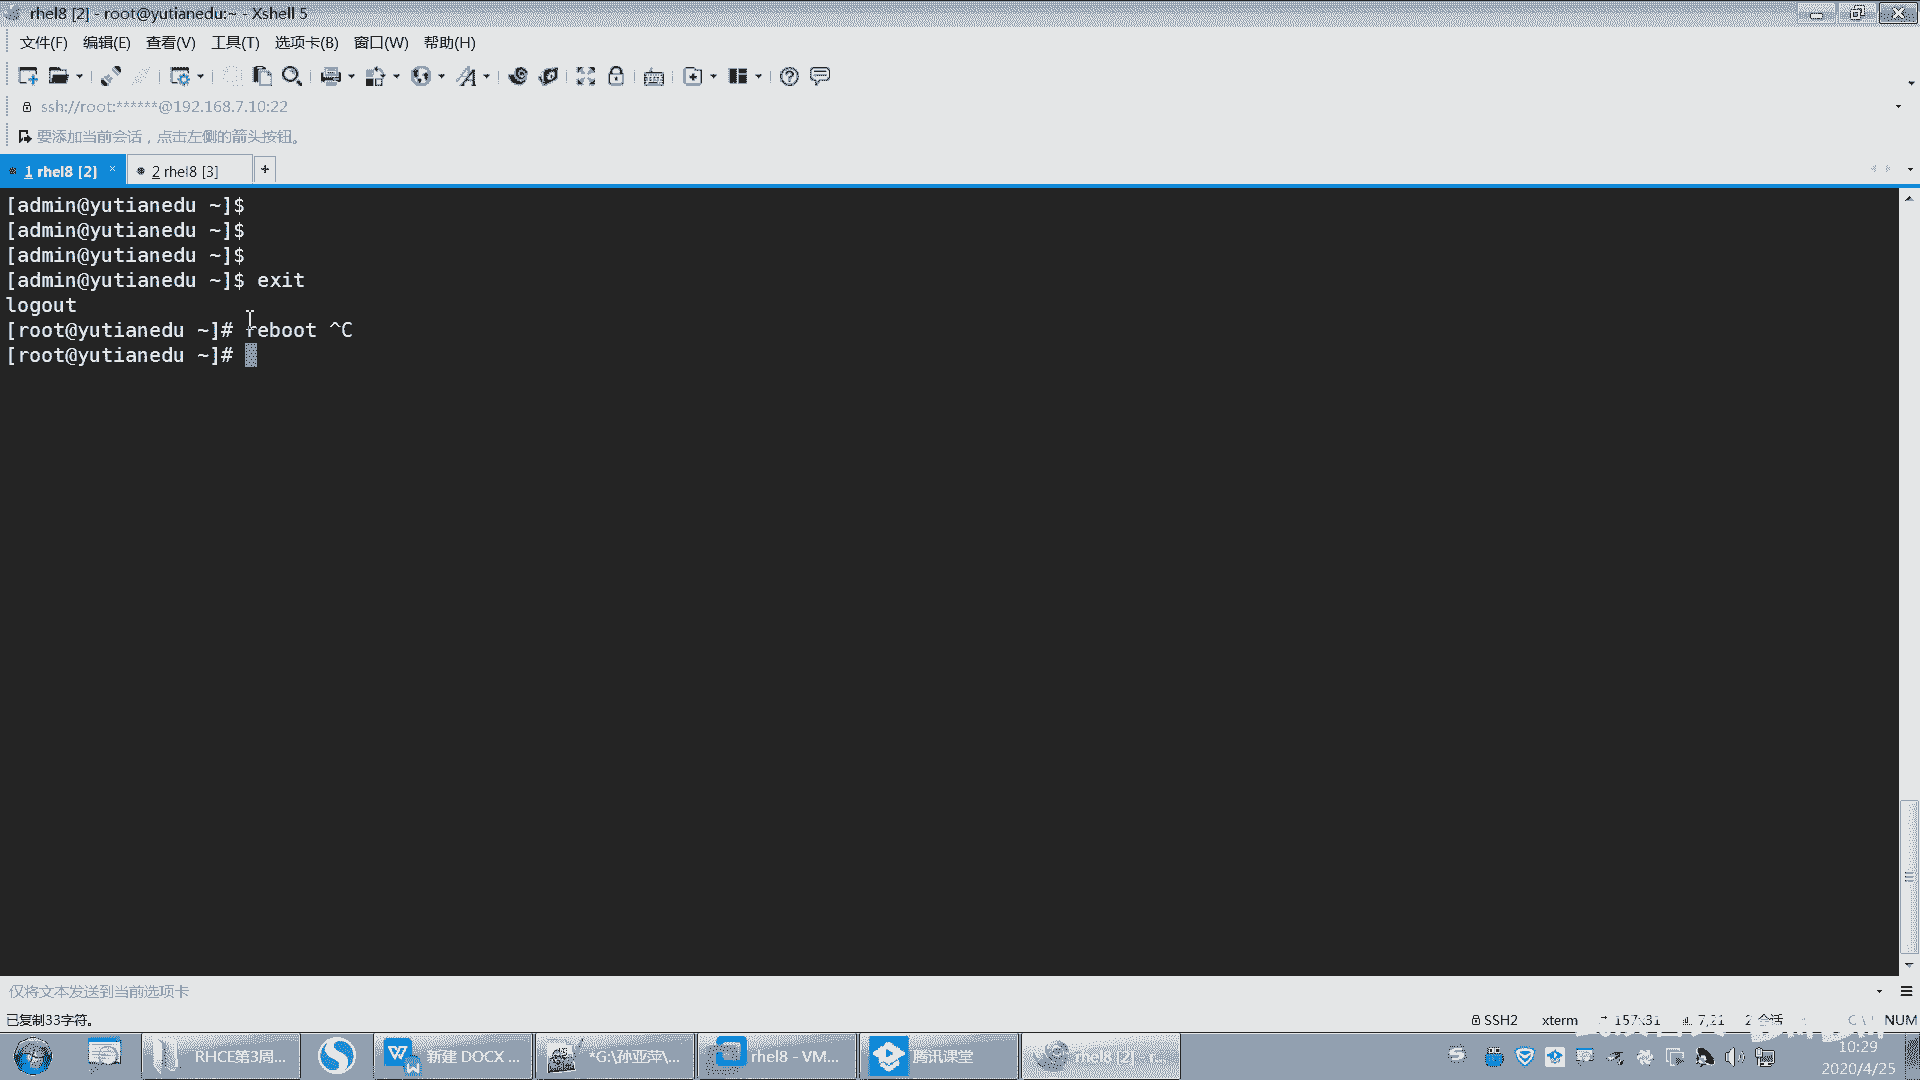 rhel8 [2] - root@yutianedu:~ - Xshell 5
文件(F) 编辑(E) 查看(V) 工具(T) 选项卡(B) 窗口(W) 帮助(H)
ssh://root:******@192.168.7.10:22
要添加当前会话，点击左侧的箭头按钮。
1 rhel8 [2] × 2 rhel8 [3] +
[admin@yutianedu ~]$
[admin@yutianedu ~]$
[admin@yutianedu ~]$
[admin@yutianedu ~]$ exit
logout
[root@yutianedu ~]# reboot ^C
[root@yutianedu ~]#
仅将文本发送到当前选项卡
已复制33字符。
SSH2 xterm 157x31 7,21 2 会话 NUM
RHCE第3周... 新建 DOCX ... *G:\孙亚萍\... rhel8 - VM... 腾讯课堂 rhel8 [2] - r...
10:29
2020/4/25